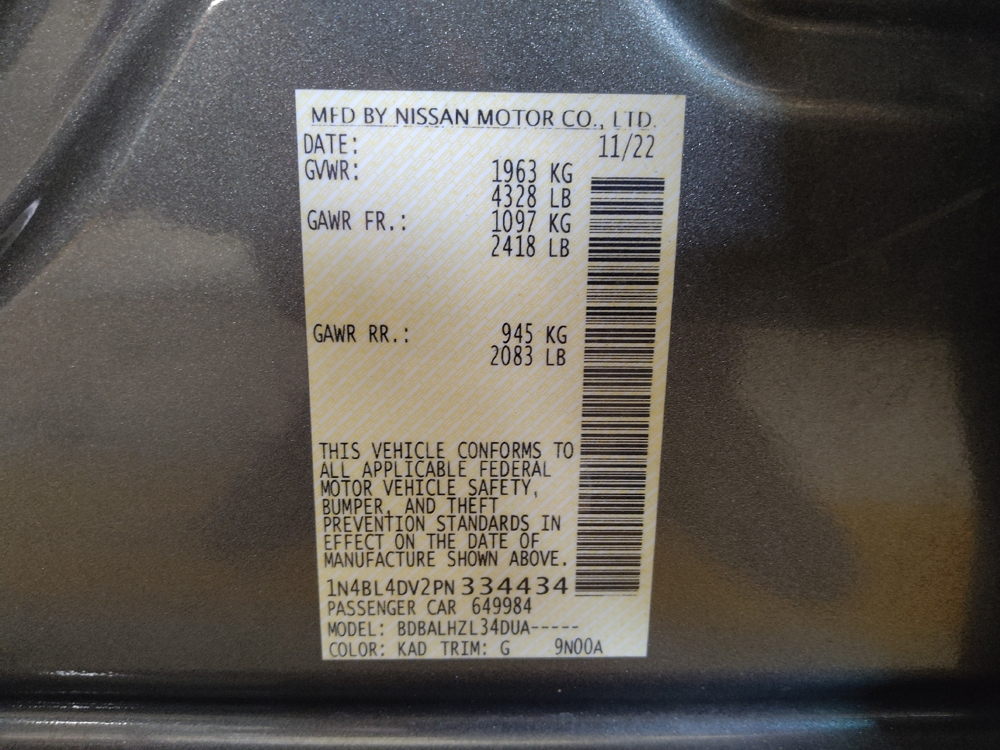 MFD BY NISSAN MOTOR CO., LTD.
DATE: 11/22
GVWR: 1963 KG
4328 LB
GAWR FR.: 1097 KG
2418 LB
GAWR RR.: 945 KG
2083 LB
THIS VEHICLE CONFORMS TO
ALL APPLICABLE FEDERAL
MOTOR VEHICLE SAFETY,
BUMPER, AND THEFT
PREVENTION STANDARDS IN
EFFECT ON THE DATE OF
MANUFACTURE SHOWN ABOVE.
1N4BL4DV2PN334434
PASSENGER CAR 649984
MODEL: BDBALHZL34DUA-----
COLOR: KAD TRIM: G 9N00A